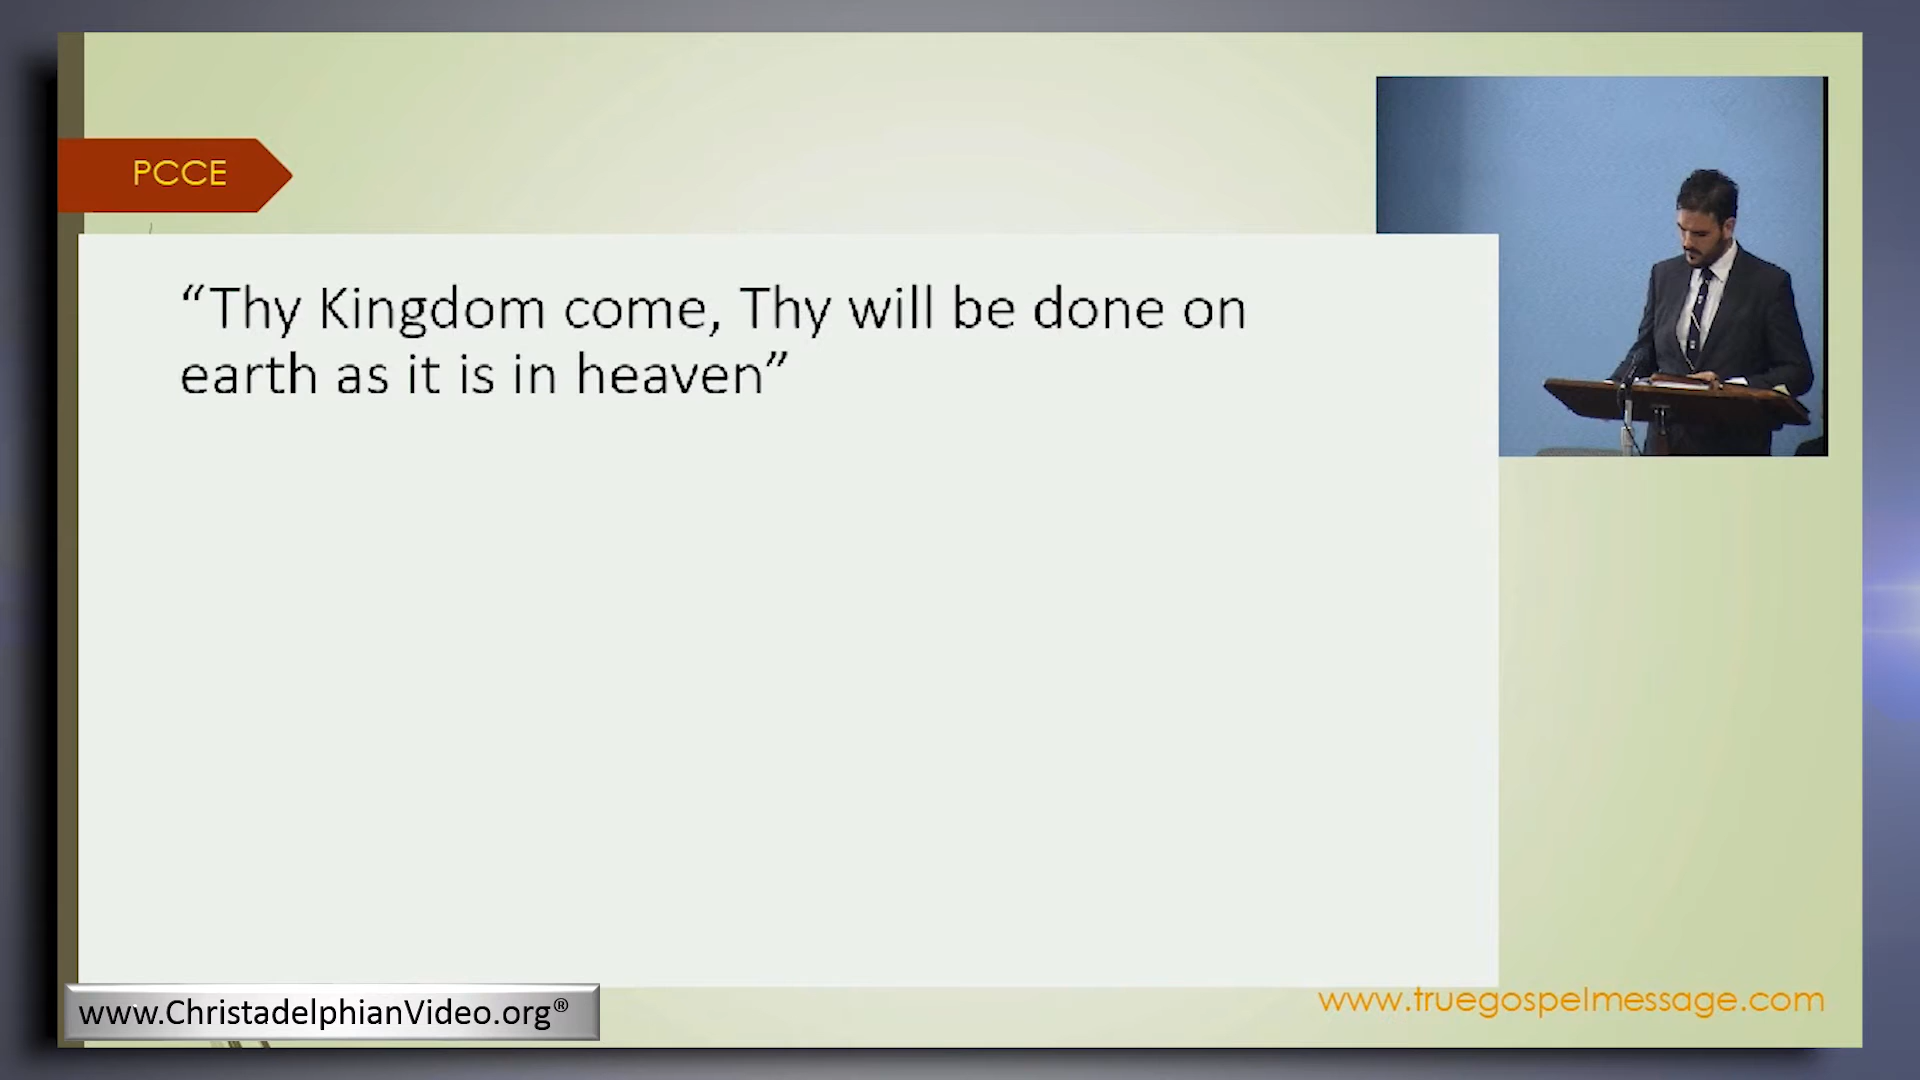 PCCE
“Thy Kingdom come, Thy will be done on
earth as it is in heaven”
www.ChristadelphianVideo.org®
www.truegospelmessage.com